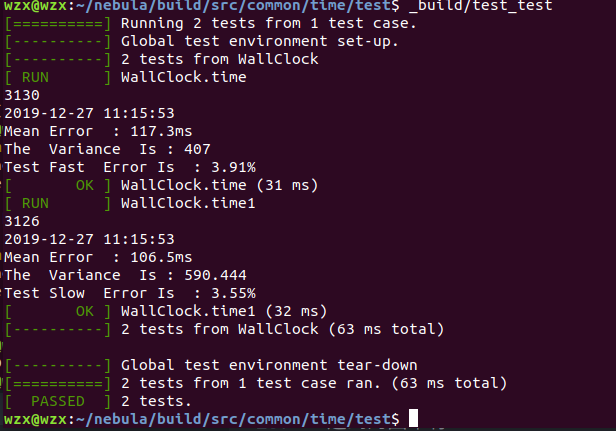 wzx@wzx:~/nebula/build/src/common/time/test$ _build/test_test
[==========] Running 2 tests from 1 test case.
[----------] Global test environment set-up.
[----------] 2 tests from WallClock
[ RUN      ] WallClock.time
3130
2019-12-27 11:15:53
Mean Error  : 117.3ms
The  Variance  Is : 407
Test Fast  Error Is  : 3.91%
[       OK ] WallClock.time (31 ms)
[ RUN      ] WallClock.time1
3126
2019-12-27 11:15:53
Mean Error  : 106.5ms
The  Variance  Is : 590.444
Test Slow  Error Is  : 3.55%
[       OK ] WallClock.time1 (32 ms)
[----------] 2 tests from WallClock (63 ms total)
[----------] Global test environment tear-down
[==========] 2 tests from 1 test case ran. (63 ms total)
[  PASSED  ] 2 tests.
wzx@wzx:~/nebula/build/src/common/time/test$